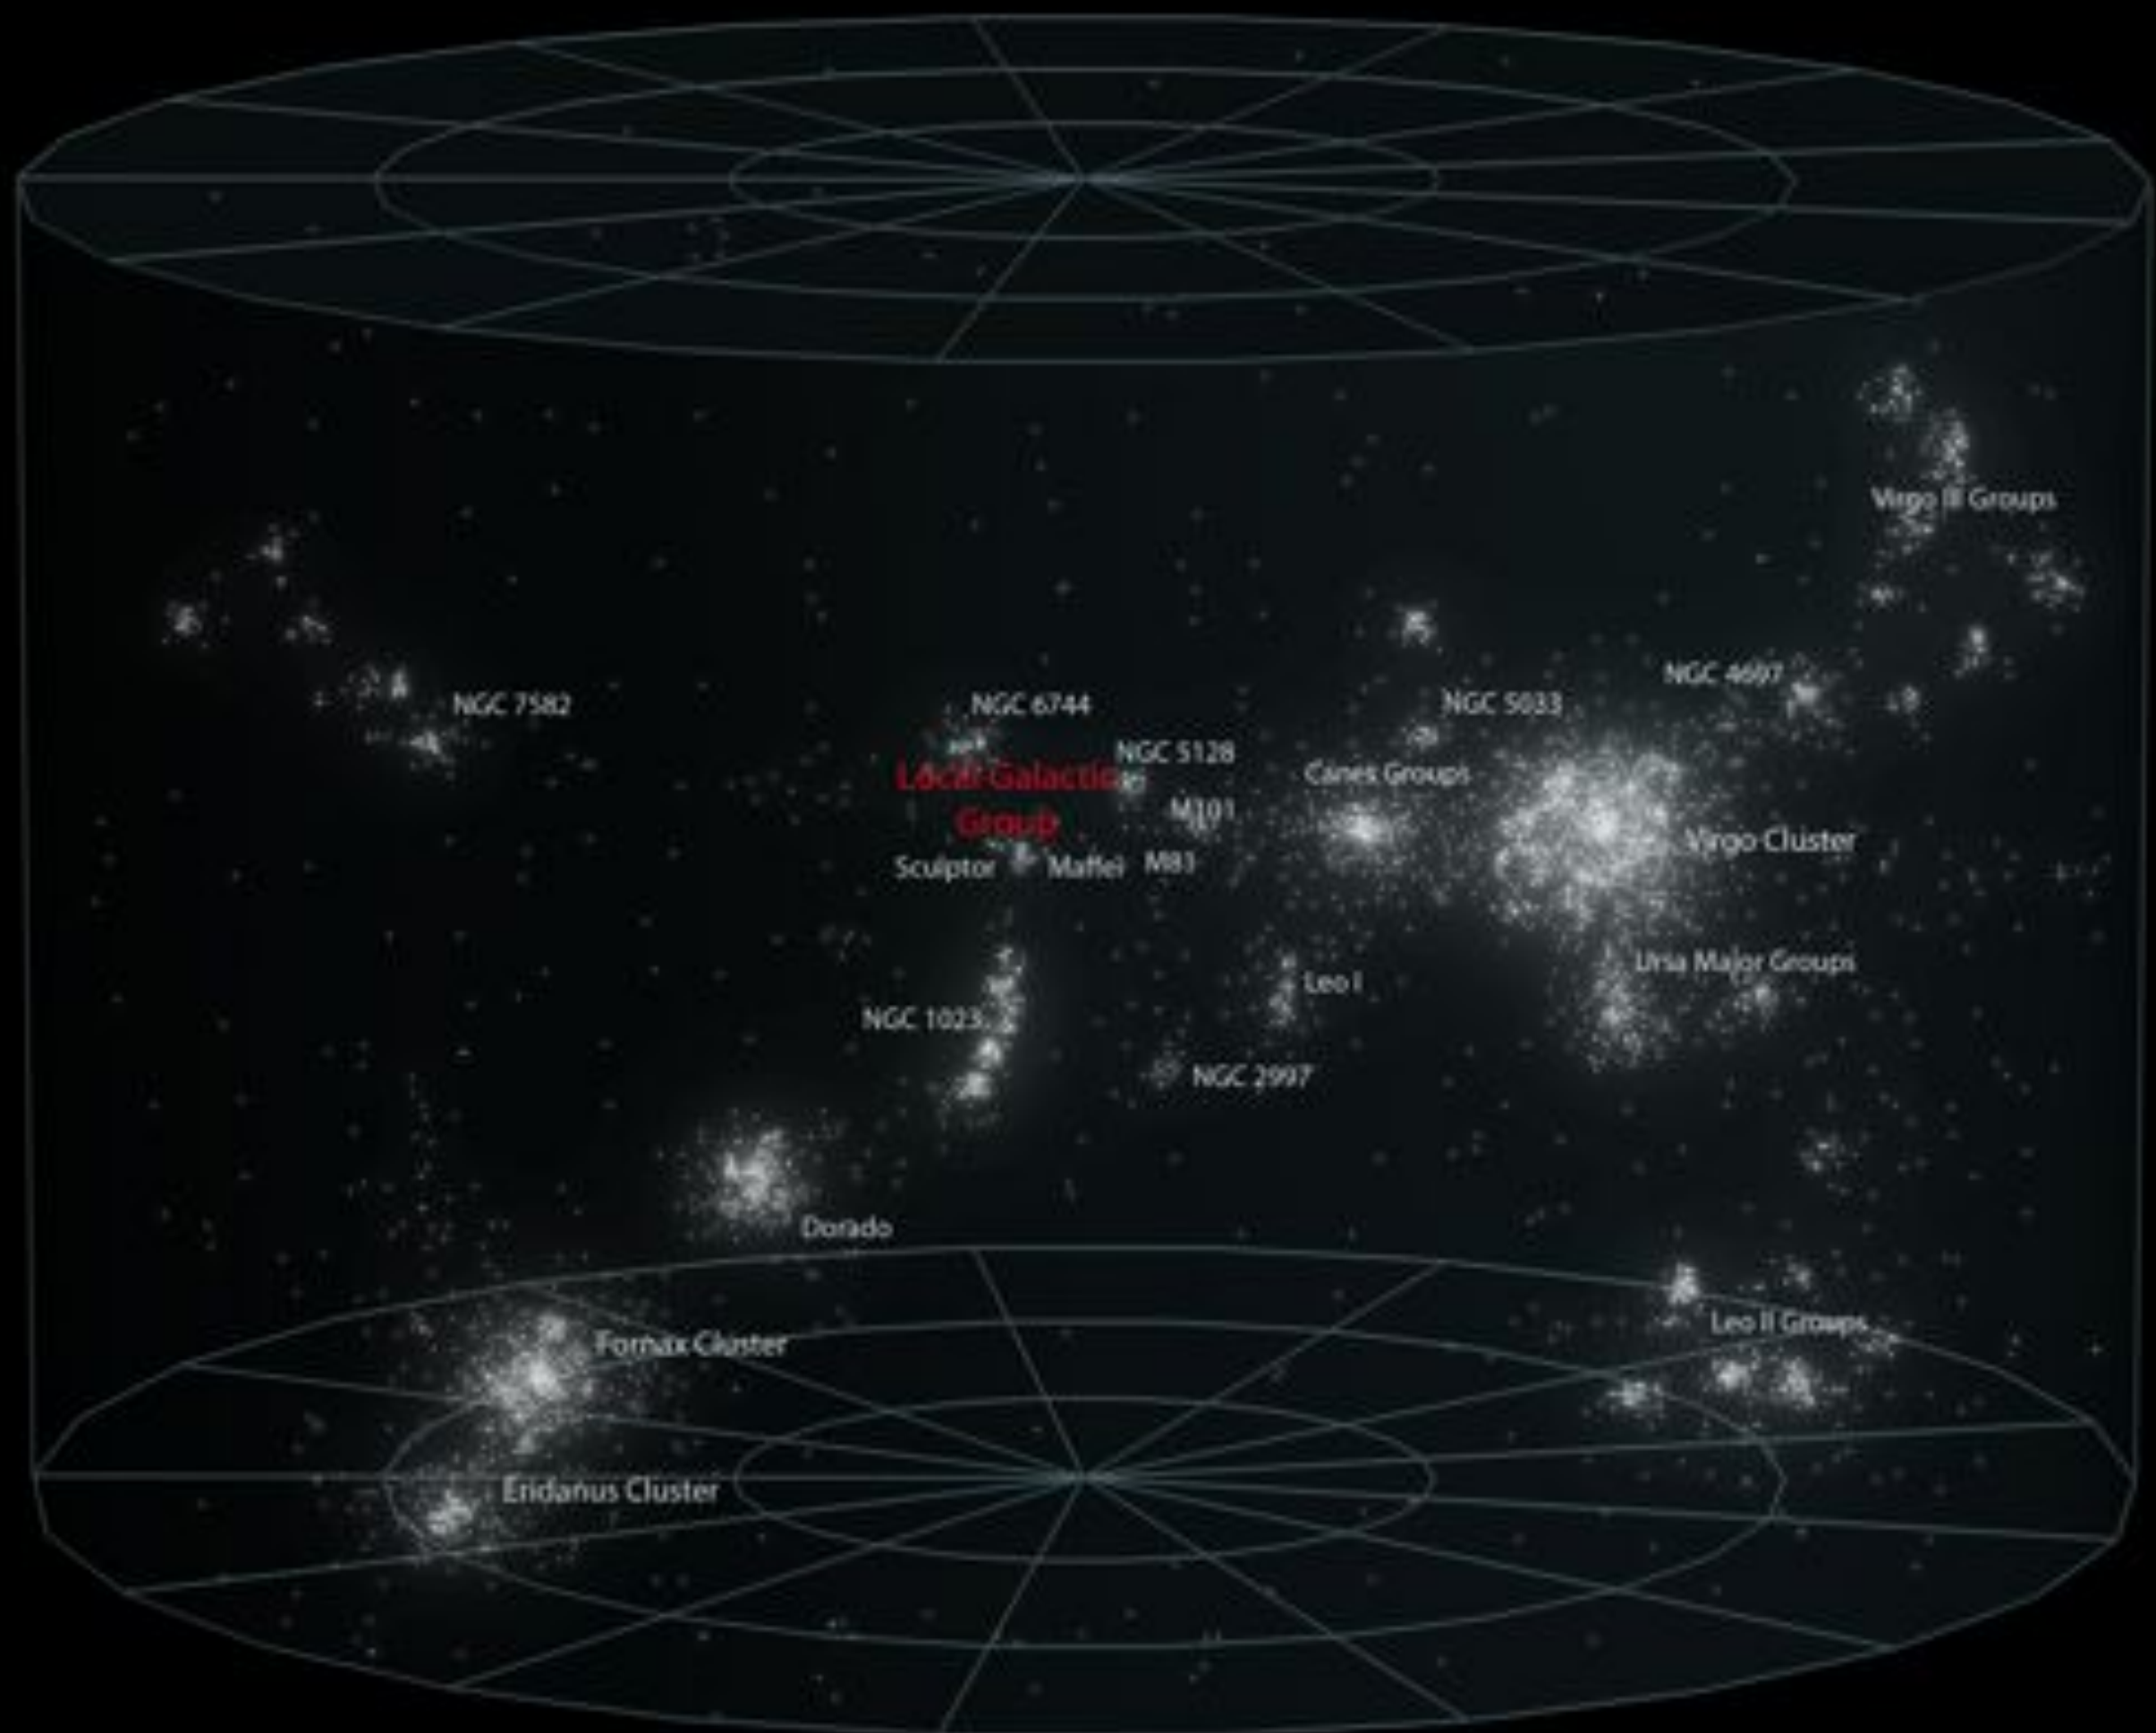 Virgo III Groups
NGC 4697
NGC 7582
NGC 6744
NGC 5033
NGC 5128
Canes Groups
Local Galactic
Group
M101
Virgo Cluster
Sculptor
Maffei
M81
Ursa Major Groups
Leo I
NGC 1023
NGC 2997
Dorado
Leo II Groups
Fornax Cluster
Eridanus Cluster